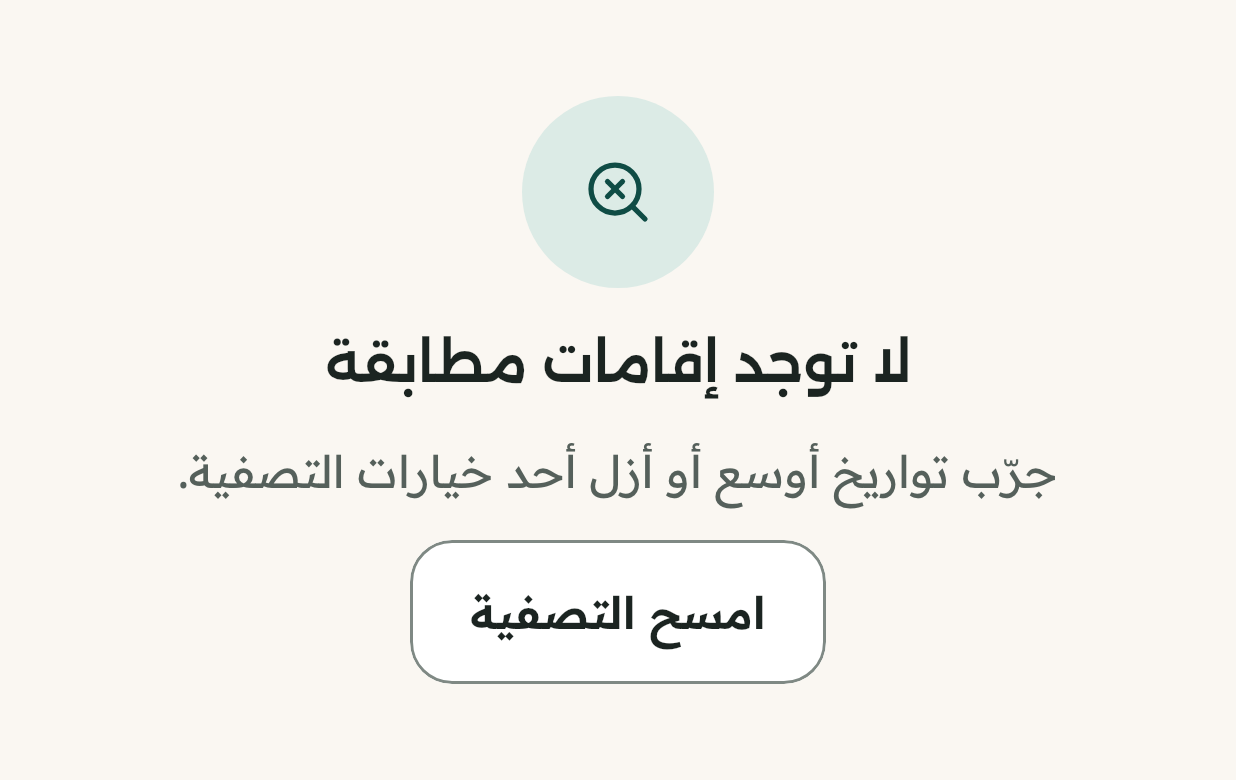 لا توجد إقامات مطابقة
جرّب تواريخ أوسع أو أزل أحد خيارات التصفية.
امسح التصفية